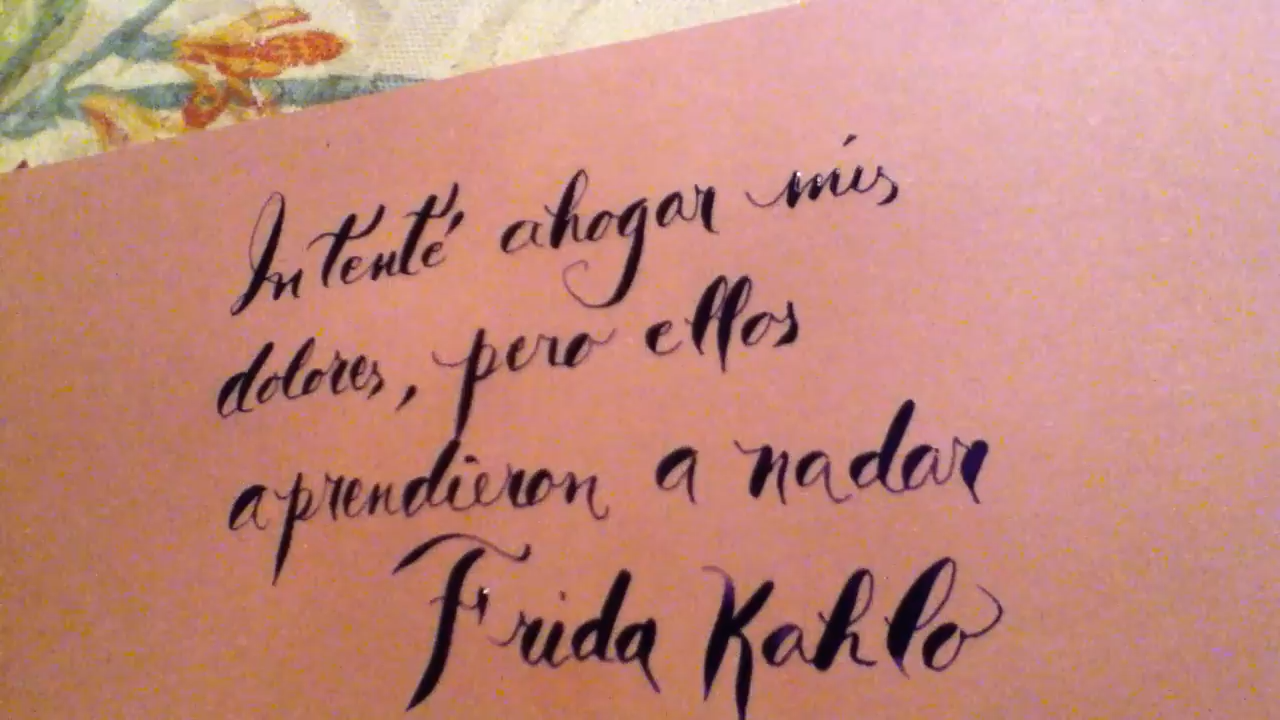 Intenté ahogar mis
dolores, pero ellos
aprendieron a nadar
Frida Kahlo